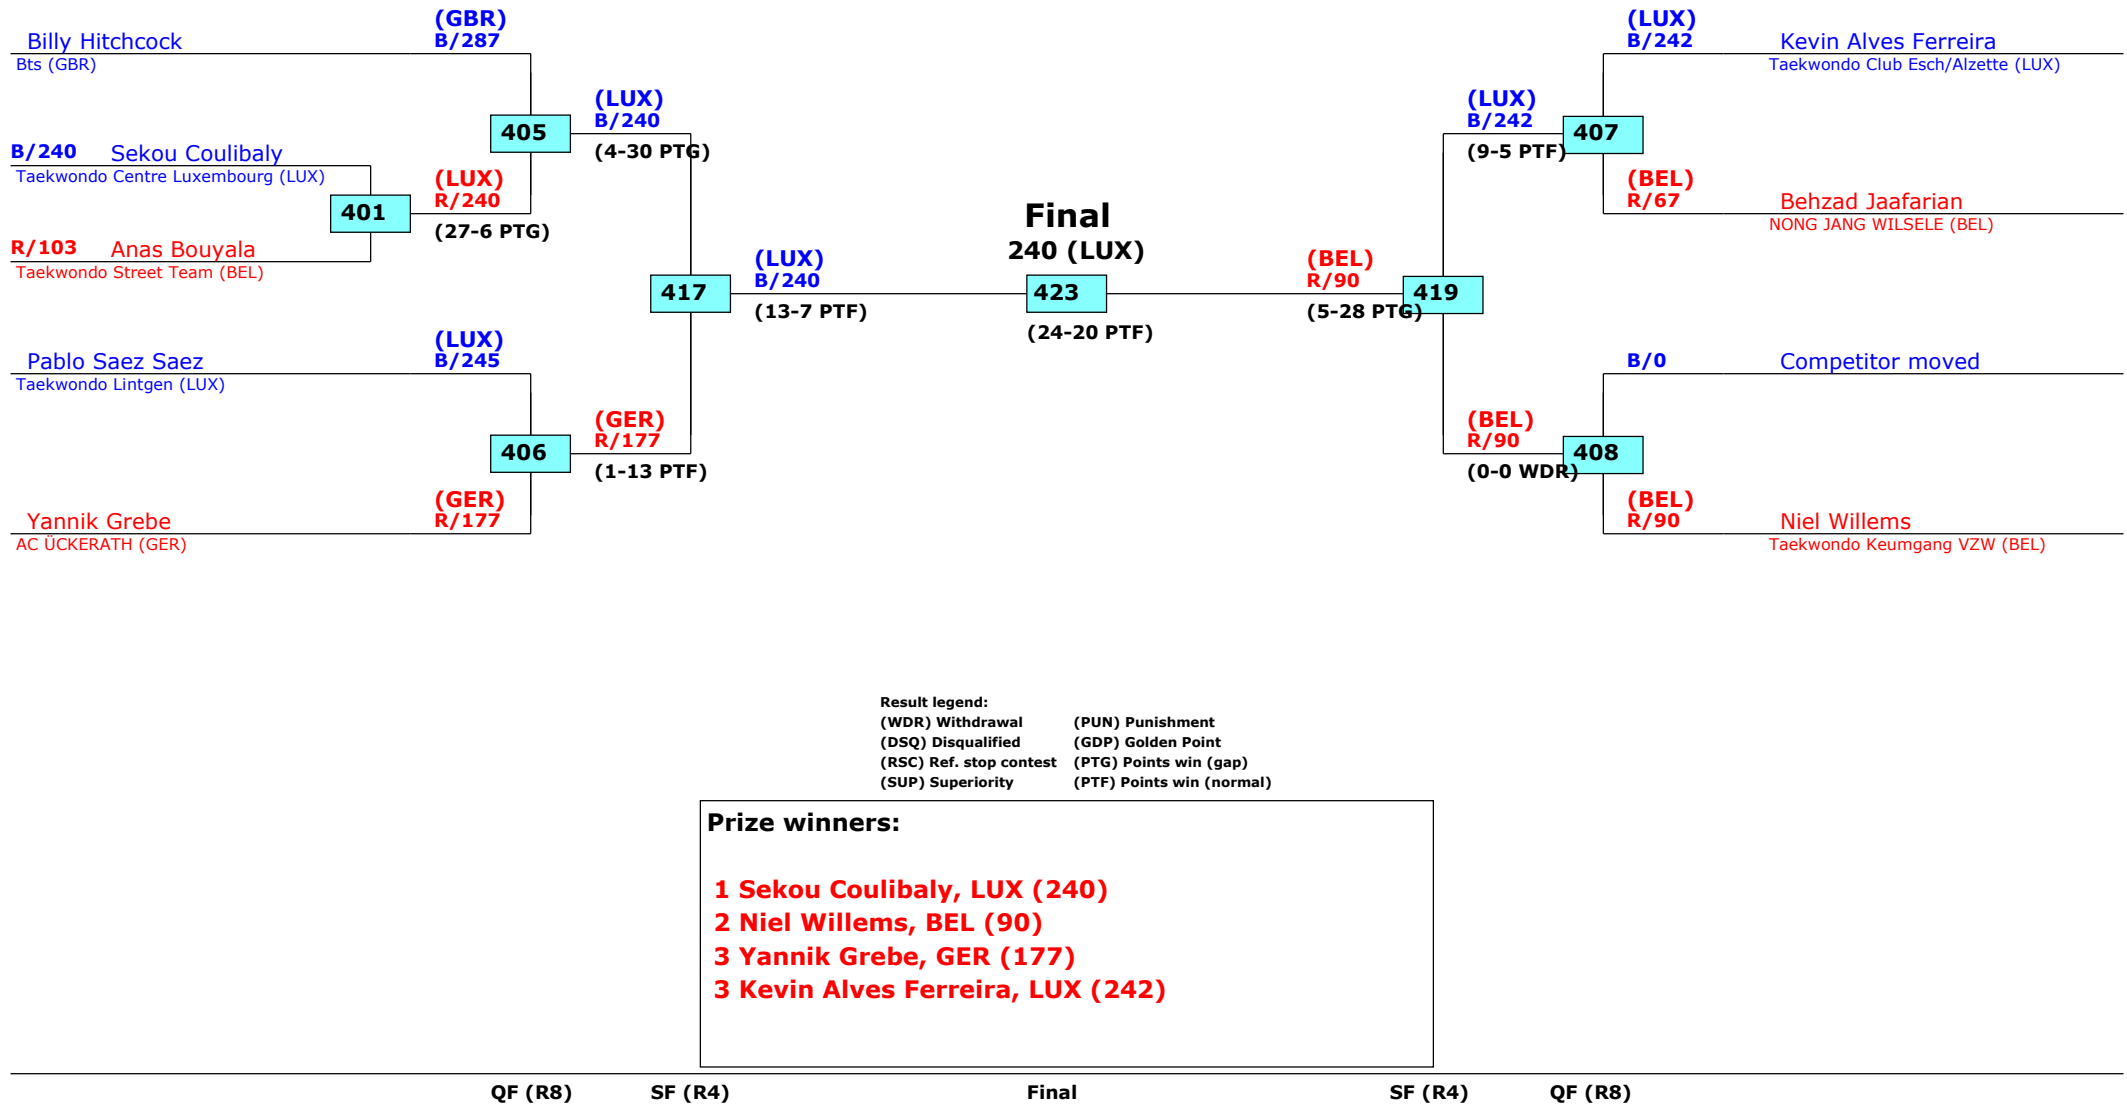 (GBR)
B/287
Billy Hitchcock
Bts (GBR)
405
(LUX)
B/240
(4-30 PTG)
B/240 Sekou Coulibaly
Taekwondo Centre Luxembourg (LUX)
401
(LUX)
R/240
(27-6 PTG)
R/103 Anas Bouyala
Taekwondo Street Team (BEL)
417
(LUX)
B/240
(13-7 PTF)
(LUX)
B/245
Pablo Saez Saez
Taekwondo Lintgen (LUX)
406
(GER)
R/177
(1-13 PTF)
(GER)
R/177
Yannik Grebe
AC ÜCKERATH (GER)
Final
240 (LUX)
423
(24-20 PTF)
(BEL)
R/90
(5-28 PTG)
419
(LUX)
B/242
(9-5 PTF)
407
(LUX)
B/242
Kevin Alves Ferreira
Taekwondo Club Esch/Alzette (LUX)
(BEL)
R/67
Behzad Jaafarian
NONG JANG WILSELE (BEL)
B/0
Competitor moved
(BEL)
R/90
(0-0 WDR)
408
(BEL)
R/90
Niel Willems
Taekwondo Keumgang VZW (BEL)
Result legend:
(WDR) Withdrawal (PUN) Punishment
(DSQ) Disqualified (GDP) Golden Point
(RSC) Ref. stop contest (PTG) Points win (gap)
(SUP) Superiority (PTF) Points win (normal)
Prize winners:
1 Sekou Coulibaly, LUX (240)
2 Niel Willems, BEL (90)
3 Yannik Grebe, GER (177)
3 Kevin Alves Ferreira, LUX (242)
QF (R8) SF (R4) Final SF (R4) QF (R8)